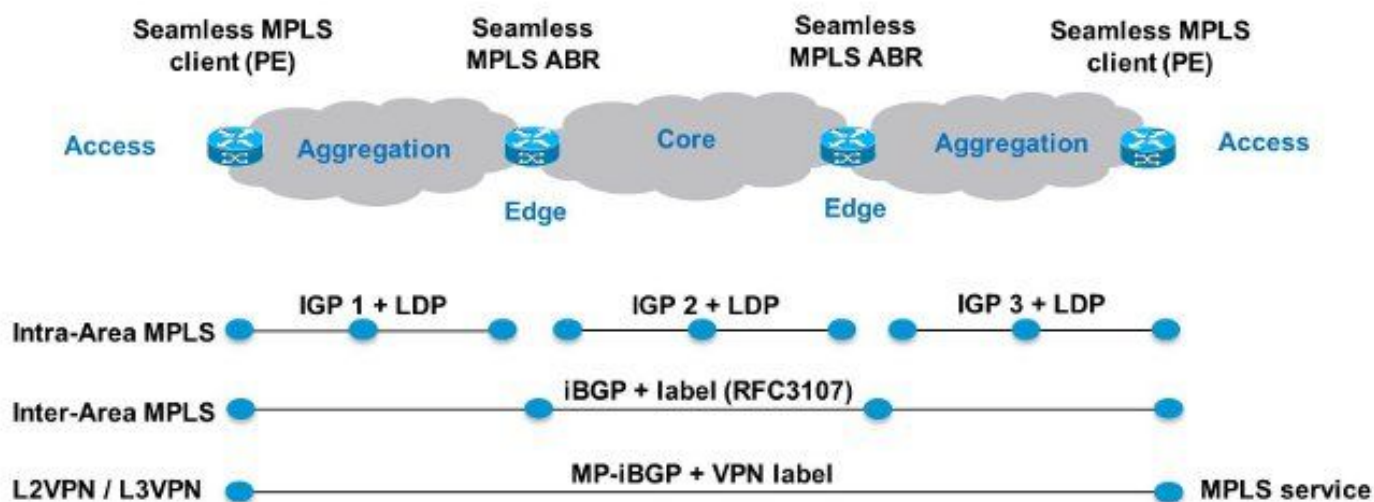 Seamless MPLS
client (PE)
Seamless
MPLS ABR
Seamless
MPLS ABR
Seamless MPLS
client (PE)
Access
Aggregation
Core
Aggregation
Access
Edge
Edge
IGP 1 + LDP
IGP 2 + LDP
IGP 3 + LDP
Intra-Area MPLS
iBGP + label (RFC3107)
Inter-Area MPLS
MP-iBGP + VPN label
L2VPN / L3VPN
MPLS service